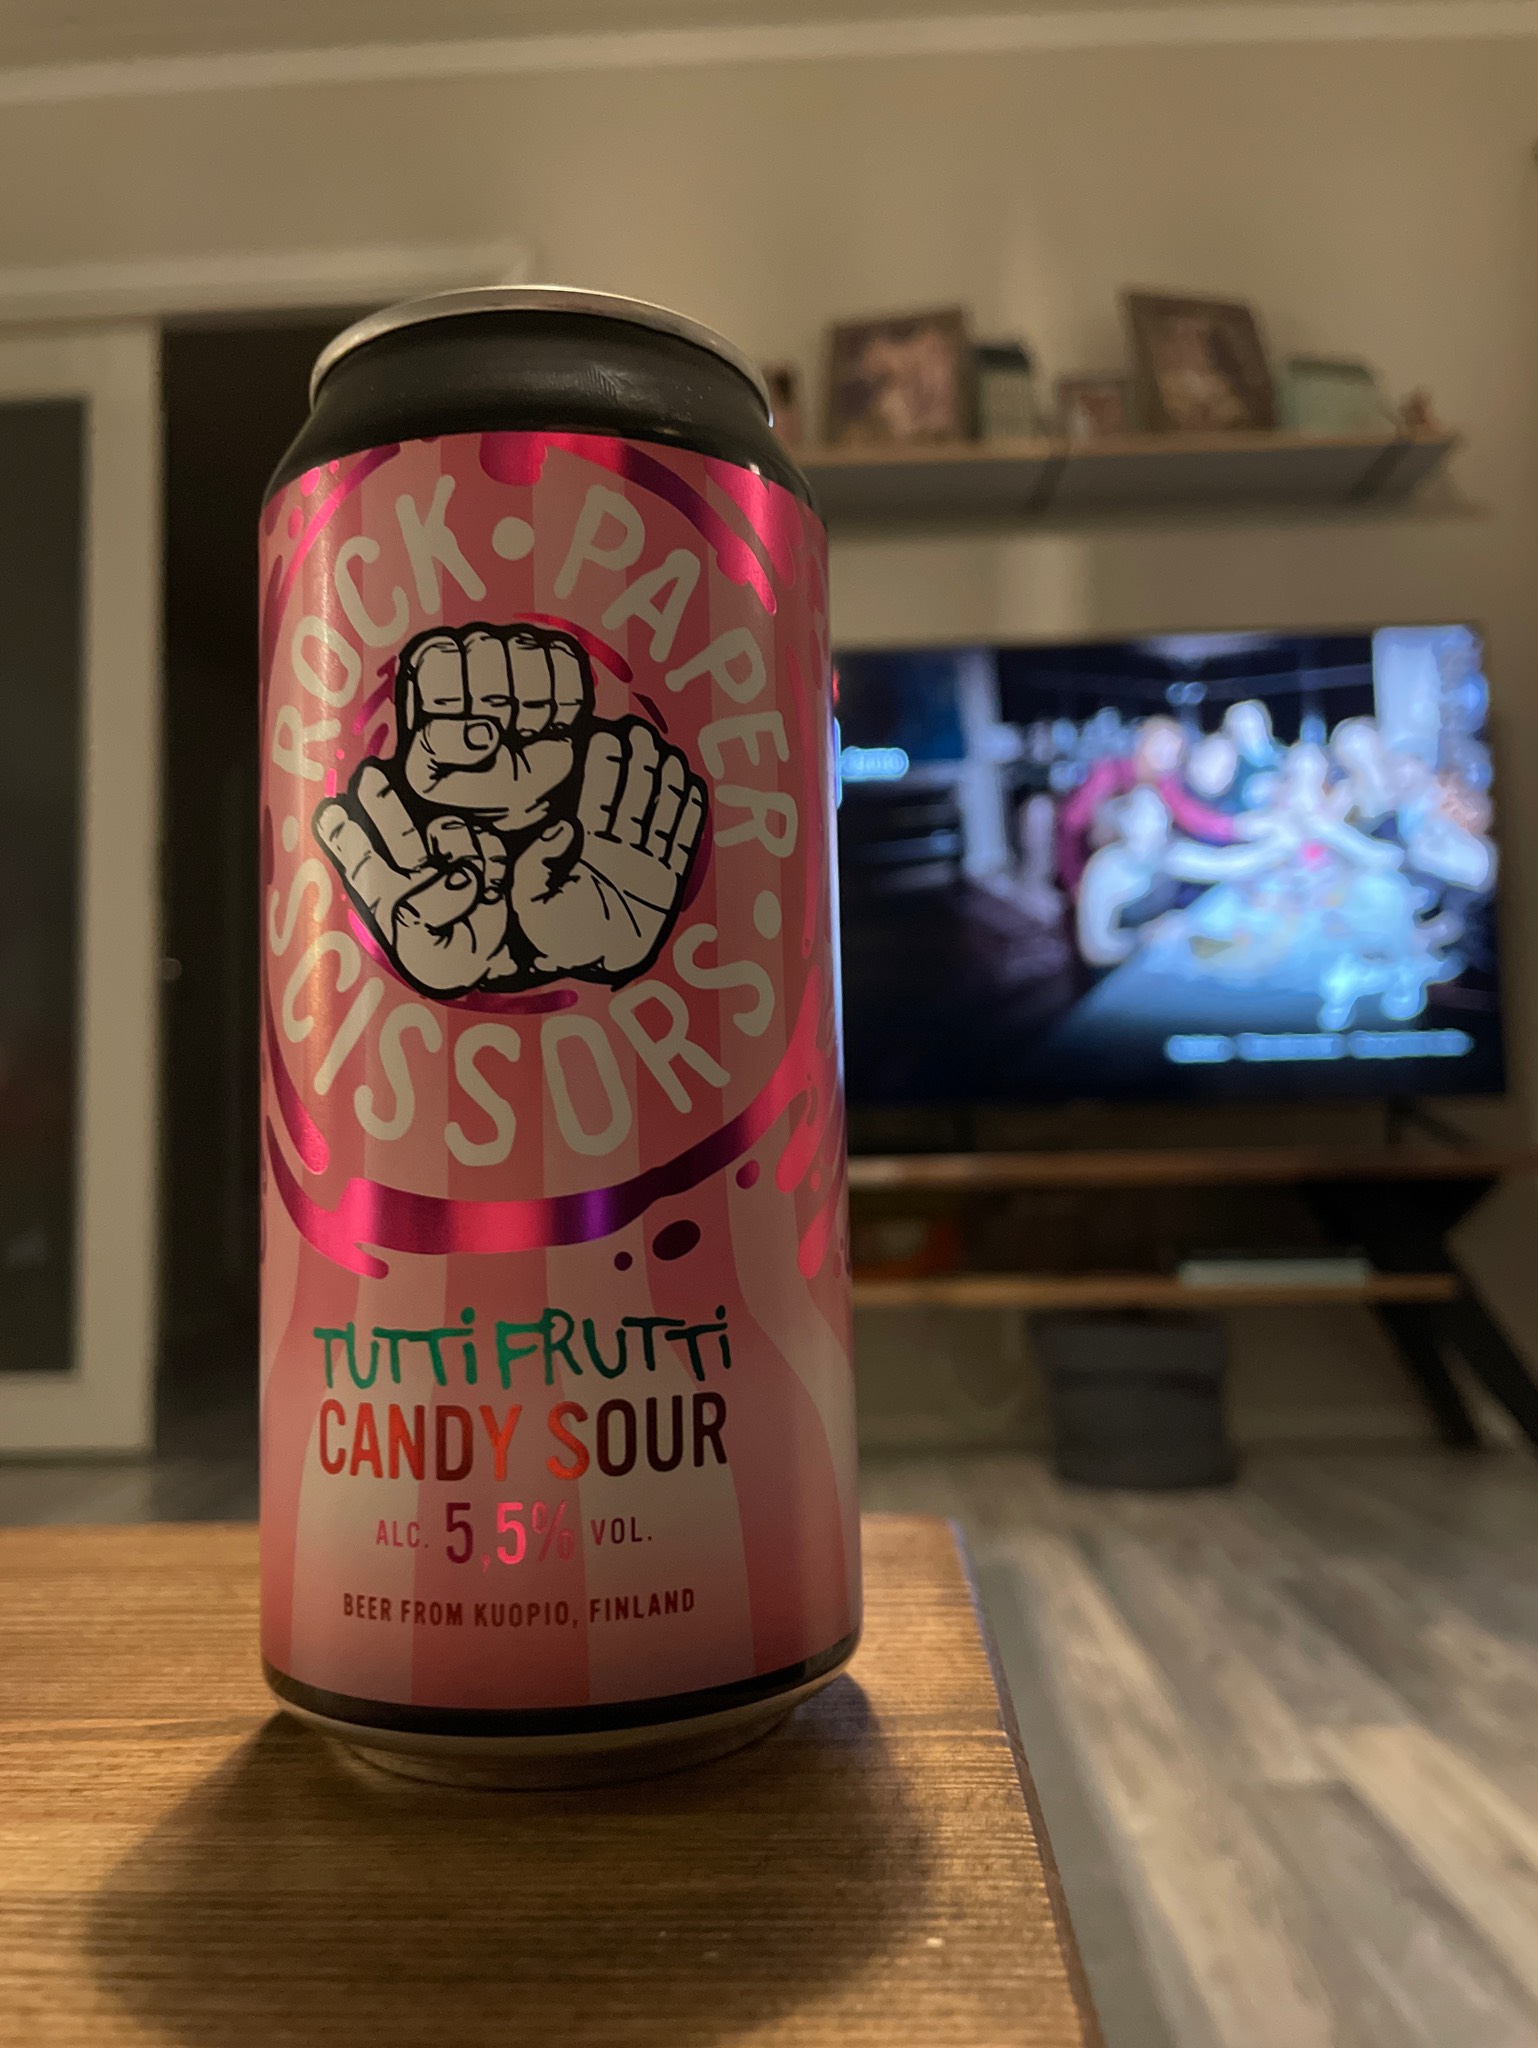 ROCK • PAPER •
SCISSORS •
TUTTi FRUTTi
CANDY SOUR
ALC. 5,5% VOL.
BEER FROM KUOPIO, FINLAND